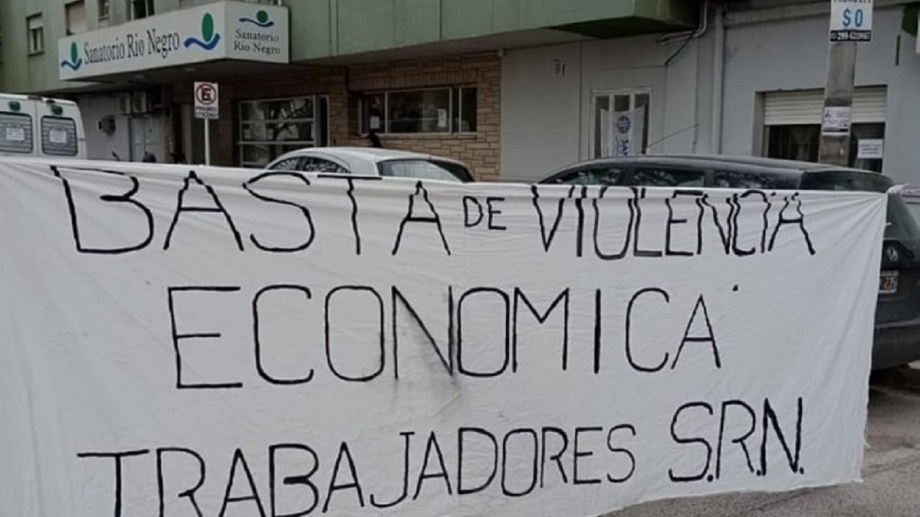 Sanatorio Río Negro
Sanatorio
Río Negro
$0
BASTA DE VIOLENCIA
ECONOMICA
TRABAJADORES S.R.N.